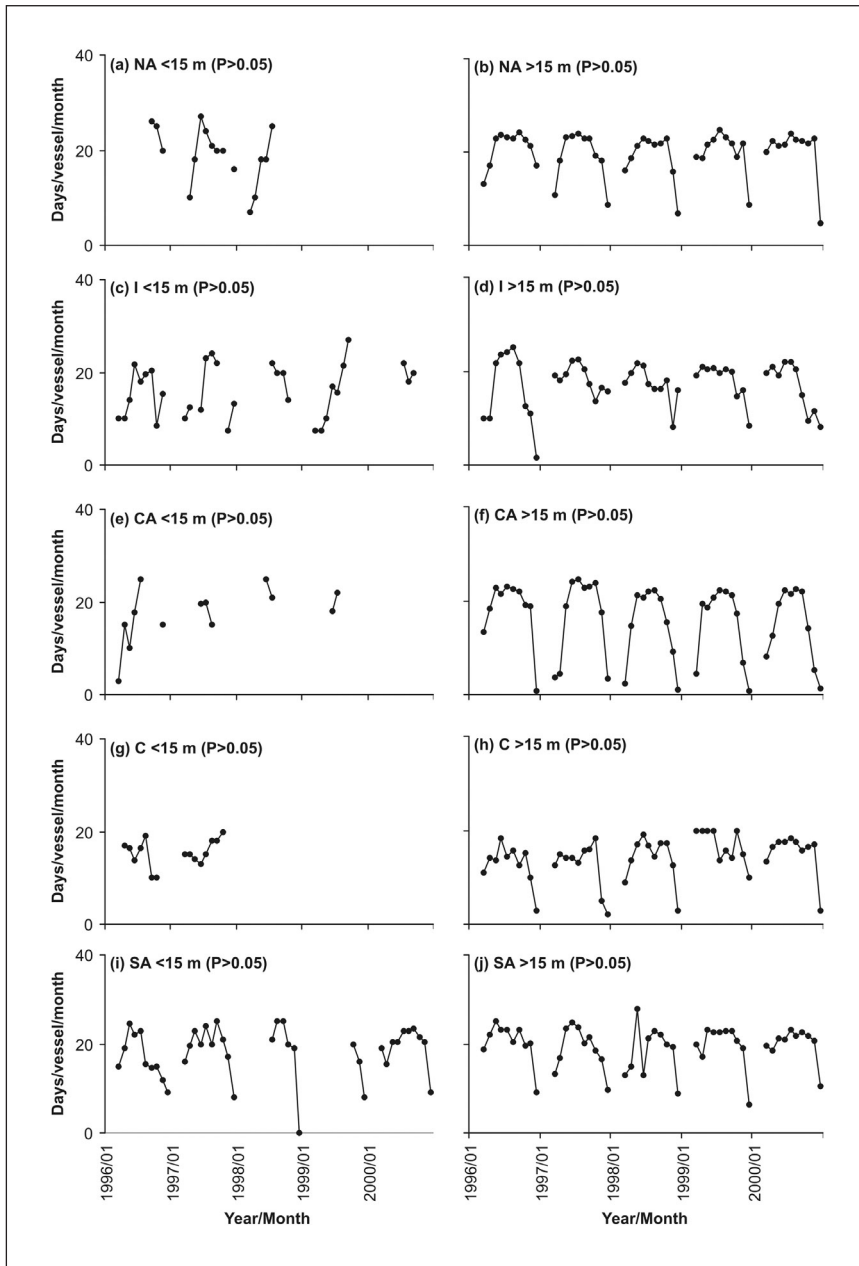 (a) NA <15 m (P>0.05)
(b) NA >15 m (P>0.05)
Days/vessel/month
40
20
0
(c) I <15 m (P>0.05)
(d) I >15 m (P>0.05)
Days/vessel/month
40
20
0
(e) CA <15 m (P>0.05)
(f) CA >15 m (P>0.05)
Days/vessel/month
40
20
0
(g) C <15 m (P>0.05)
(h) C >15 m (P>0.05)
Days/vessel/month
40
20
0
(i) SA <15 m (P>0.05)
(j) SA >15 m (P>0.05)
Days/vessel/month
40
20
0
1996/01
1997/01
1998/01
1999/01
2000/01
1996/01
1997/01
1998/01
1999/01
2000/01
Year/Month
Year/Month